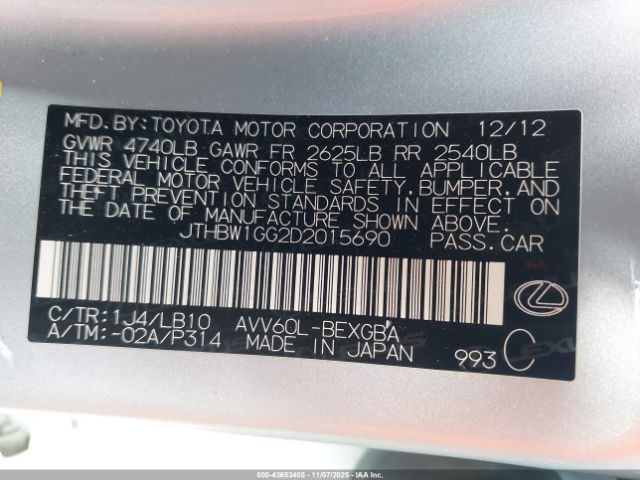 MFD. BY: TOYOTA MOTOR CORPORATION 12/12
GVWR 4740LB GAWR FR 2625LB RR 2540LB
THIS VEHICLE CONFORMS TO ALL APPLICABLE
FEDERAL MOTOR VEHICLE SAFETY, BUMPER, AND
THEFT PREVENTION STANDARDS IN EFFECT ON
THE DATE OF MANUFACTURE SHOWN ABOVE.
JTHBW1GG2D2015690 PASS. CAR
C/TR: 1J4/LB10 AVV60L-BEXGBA
A/TM: -02A/P314 MADE IN JAPAN 993 C
000-43653405 - 11/07/2025 - IAA Inc.